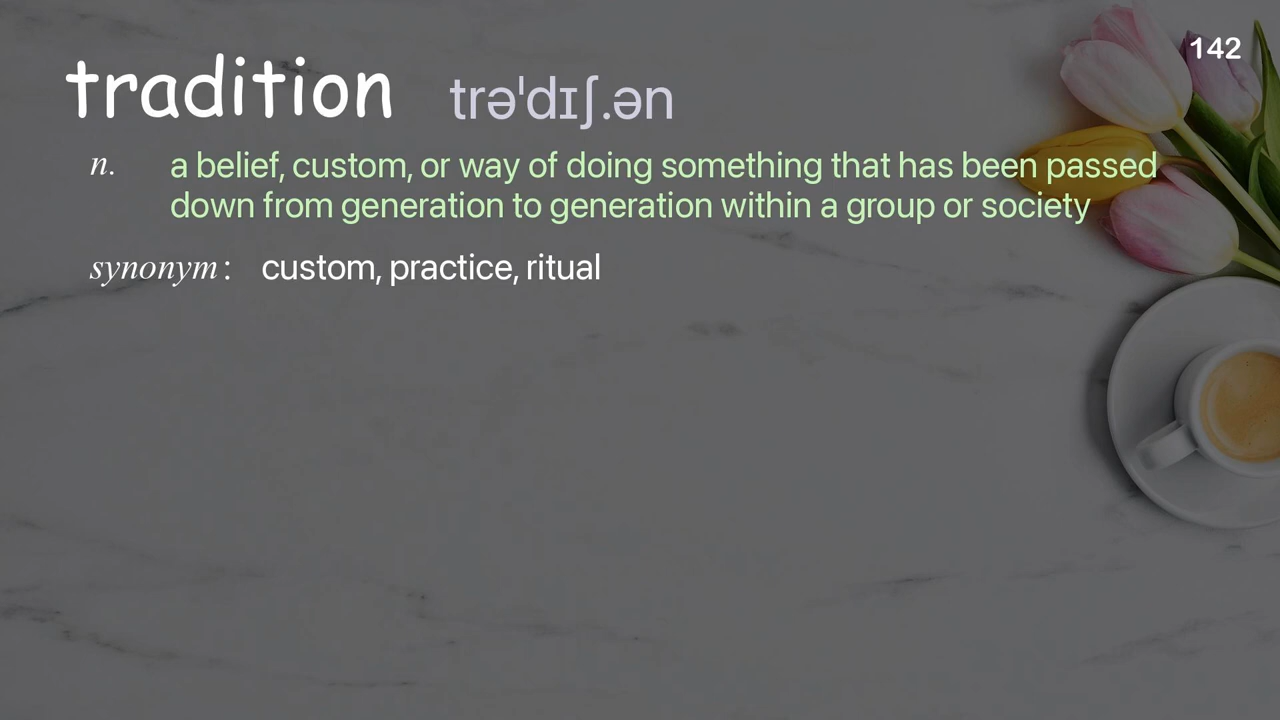 142
tradition trəˈdɪʃ.ən
n. a belief, custom, or way of doing something that has been passed
down from generation to generation within a group or society
synonym: custom, practice, ritual